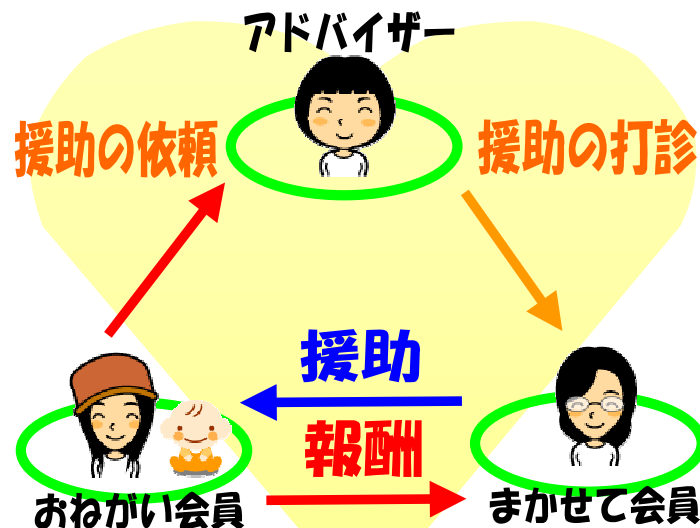 アドバイザー
援助の依頼
援助の打診
援助
報酬
おねがい会員
まかせて会員